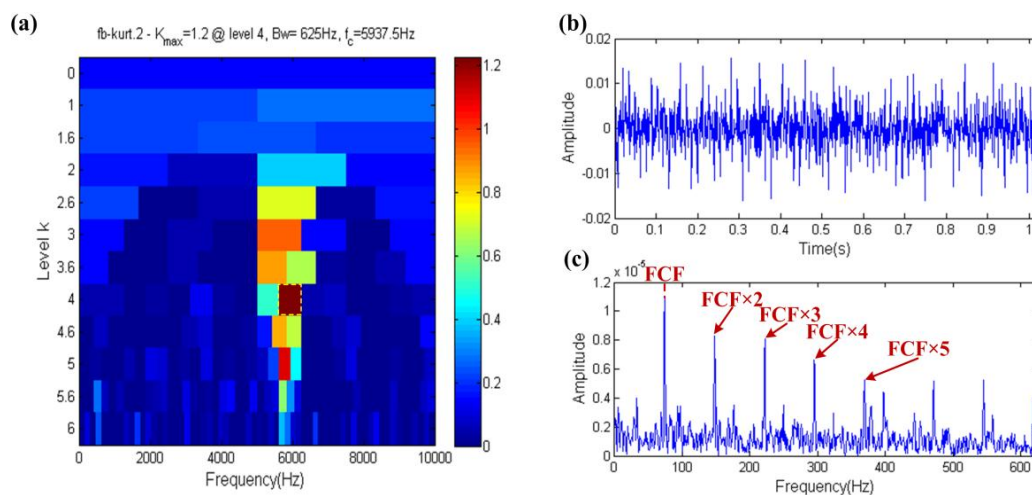 (a)
fb-kurt.2 - K_max=1.2 @ level 4, Bw= 625Hz, f_c=5937.5Hz
Level k
0
1
1.6
2
2.6
3
3.6
4
4.6
5
5.6
6
0 2000 4000 6000 8000 10000
Frequency(Hz)
1.2
1
0.8
0.6
0.4
0.2
0
(b)
Amplitude
0.02
0.01
0
-0.01
-0.02
0 0.1 0.2 0.3 0.4 0.5 0.6 0.7 0.8 0.9 1
Time(s)
(c)
x 10^-5
Amplitude
1.2
1
0.8
0.6
0.4
0.2
0
FCF
FCF×2
FCF×3
FCF×4
FCF×5
0 100 200 300 400 500 600
Frequency(Hz)